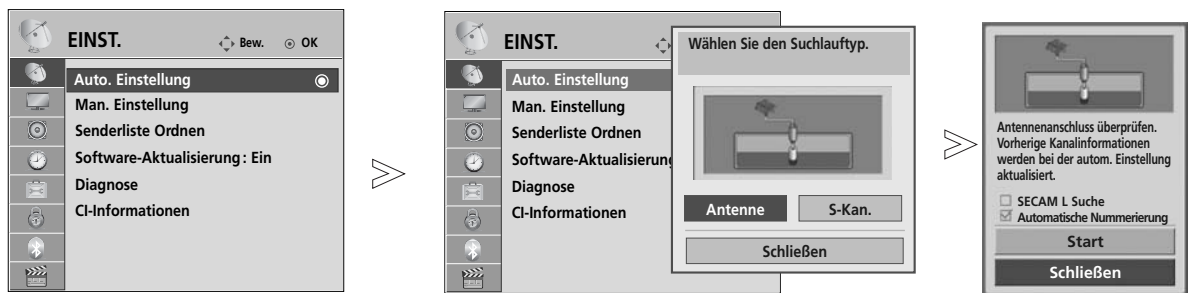 EINST.
Bew.
OK
Auto. Einstellung
Man. Einstellung
Senderliste Ordnen
Software-Aktualisierung : Ein
Diagnose
CI-Informationen
EINST.
Auto. Einstellung
Man. Einstellung
Senderliste Ordnen
Software-Aktualisierung
Diagnose
CI-Informationen
Wählen Sie den Suchlauftyp.
Antenne
S-Kan.
Schließen
Antennenanschluss überprüfen.
Vorherige Kanalinformationen
werden bei der autom. Einstellung
aktualisiert.
SECAM L Suche
Automatische Nummerierung
Start
Schließen